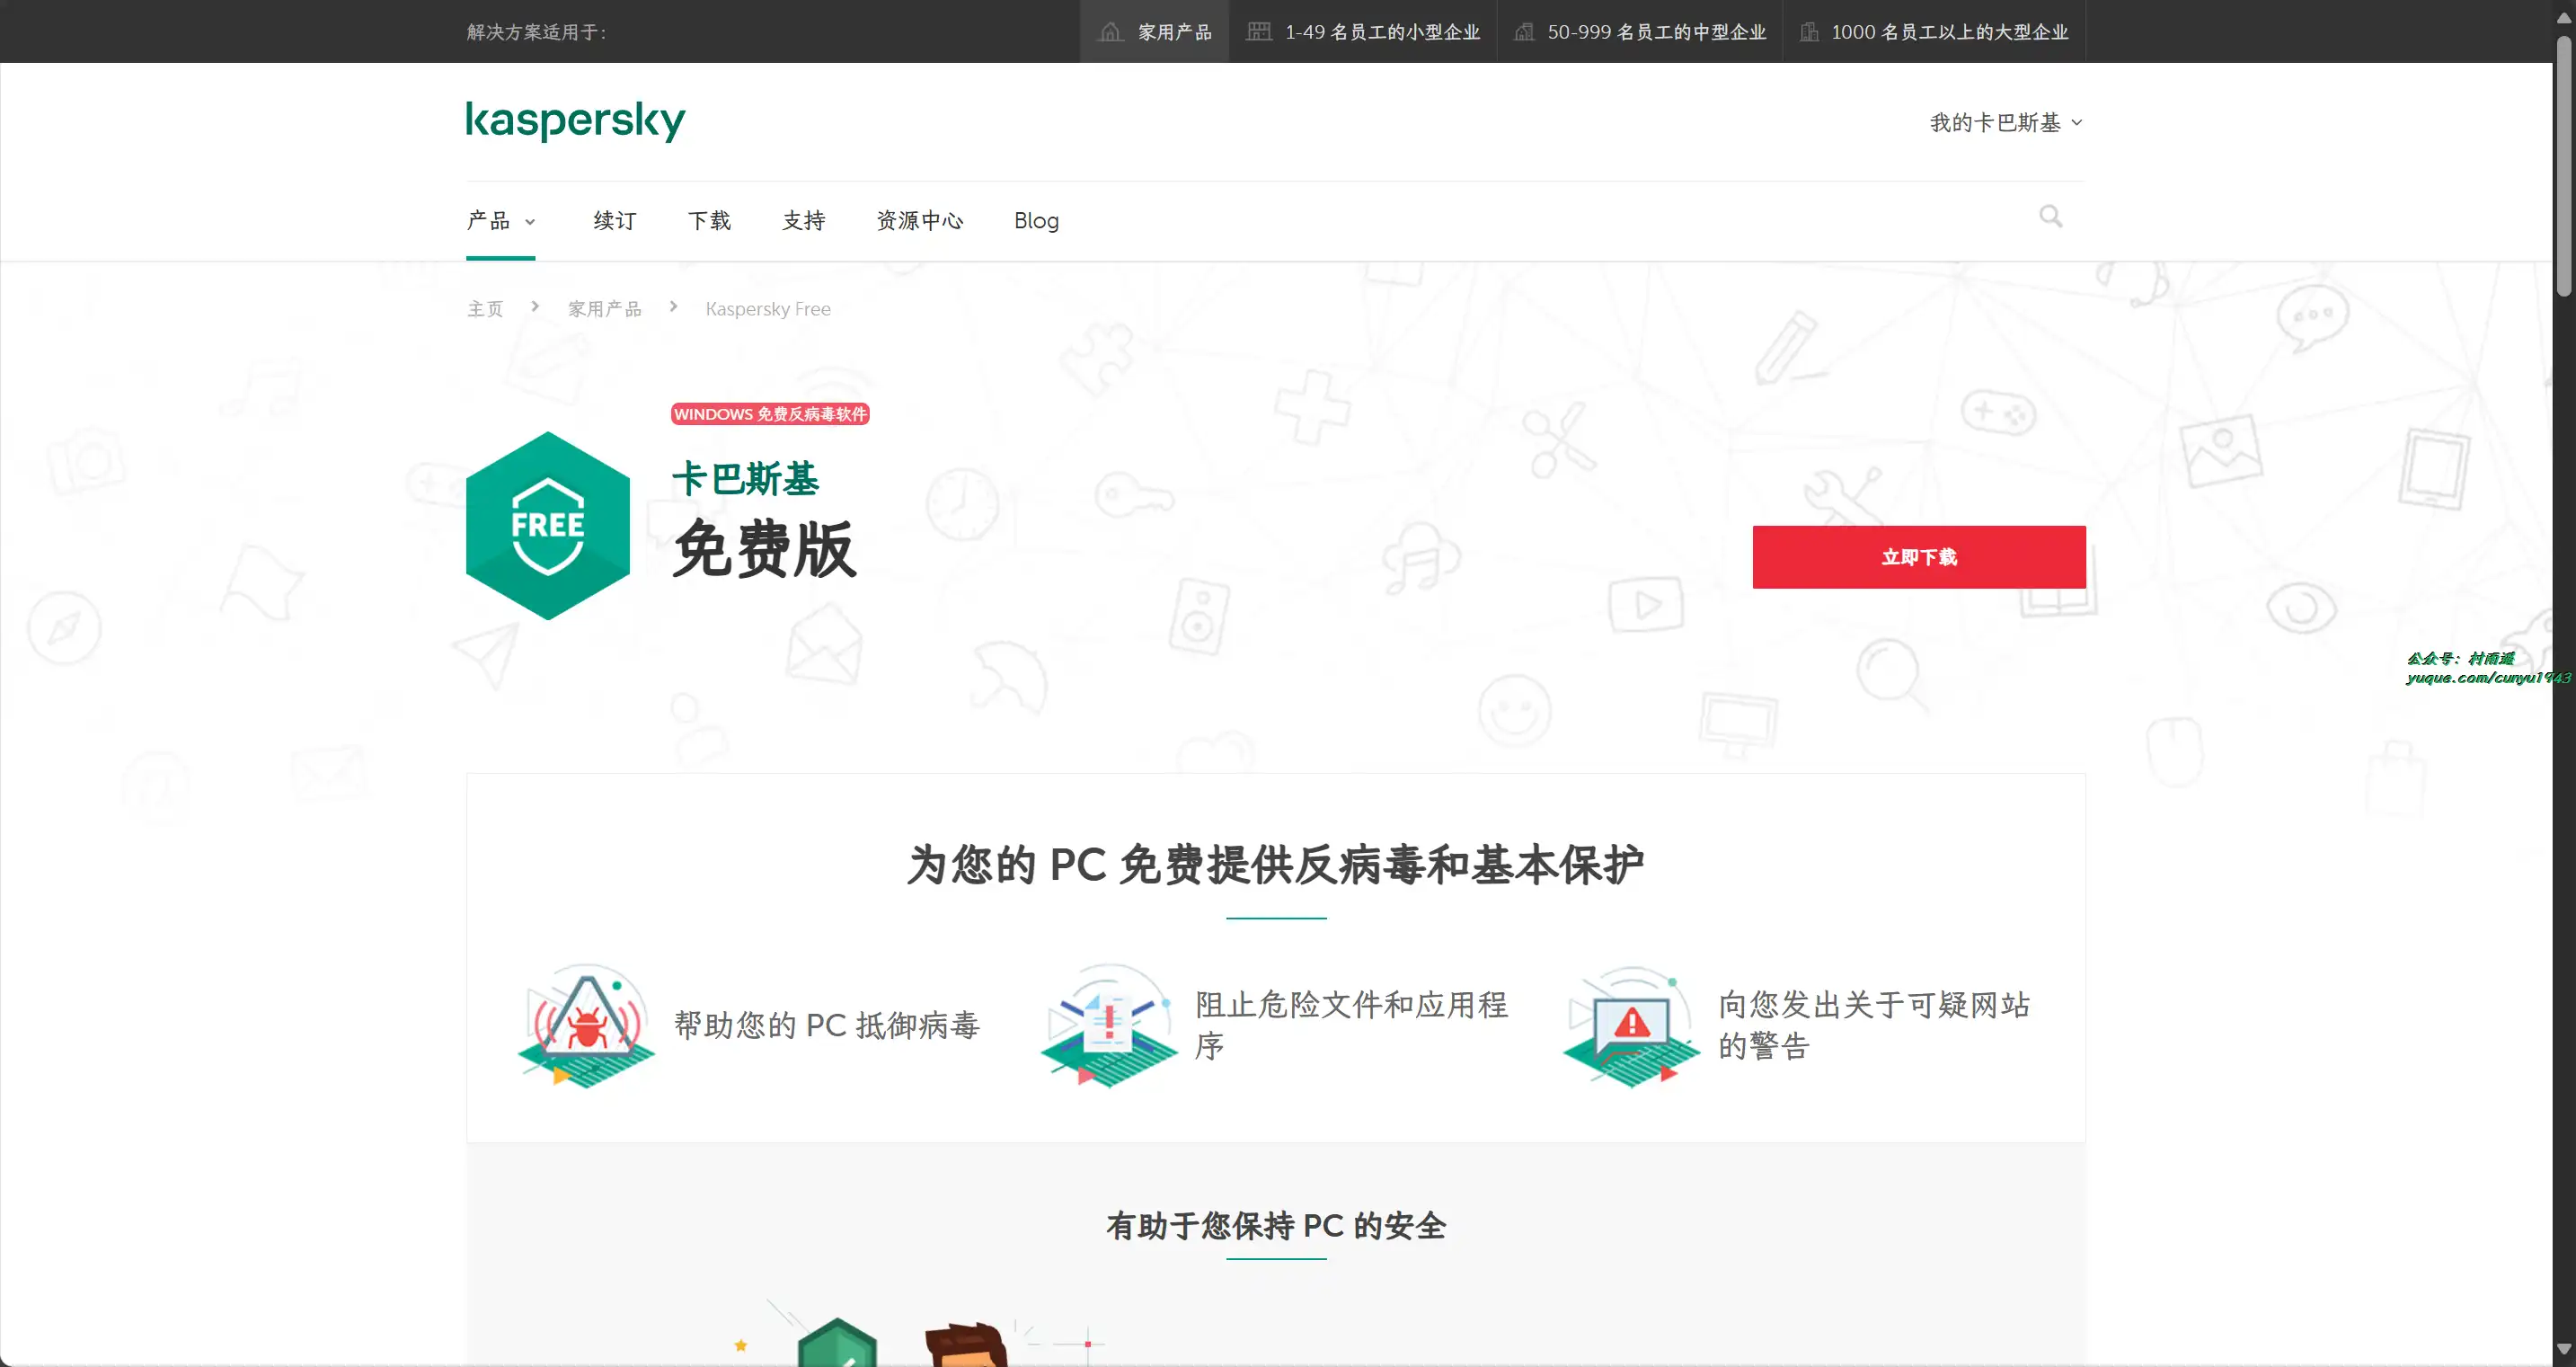 解决方案适用于:
家用产品
1-49 名员工的小型企业
50-999 名员工的中型企业
1000 名员工以上的大型企业
kaspersky
我的卡巴斯基
产品
续订
下载
支持
资源中心
Blog
主页
家用产品
Kaspersky Free
WINDOWS 免费反病毒软件
FREE
卡巴斯基
免费版
立即下载
公众号：村雨遥
yuque.com/cunyu1943
为您的 PC 免费提供反病毒和基本保护
帮助您的 PC 抵御病毒
阻止危险文件和应用程
序
向您发出关于可疑网站
的警告
有助于您保持 PC 的安全